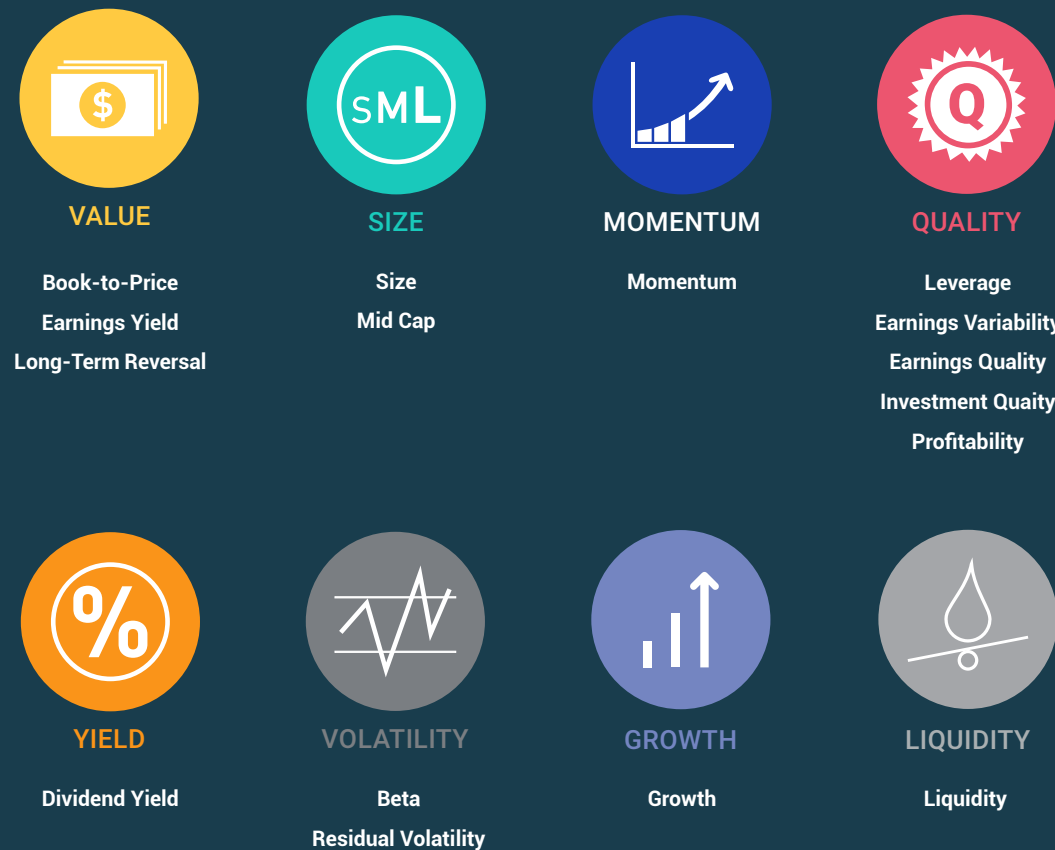 $
VALUE
Book-to-Price
Earnings Yield
Long-Term Reversal
SML
SIZE
Size
Mid Cap
MOMENTUM
Momentum
Q
QUALITY
Leverage
Earnings Variability
Earnings Quality
Investment Quaity
Profitability
%
YIELD
Dividend Yield
VOLATILITY
Beta
Residual Volatility
GROWTH
Growth
LIQUIDITY
Liquidity